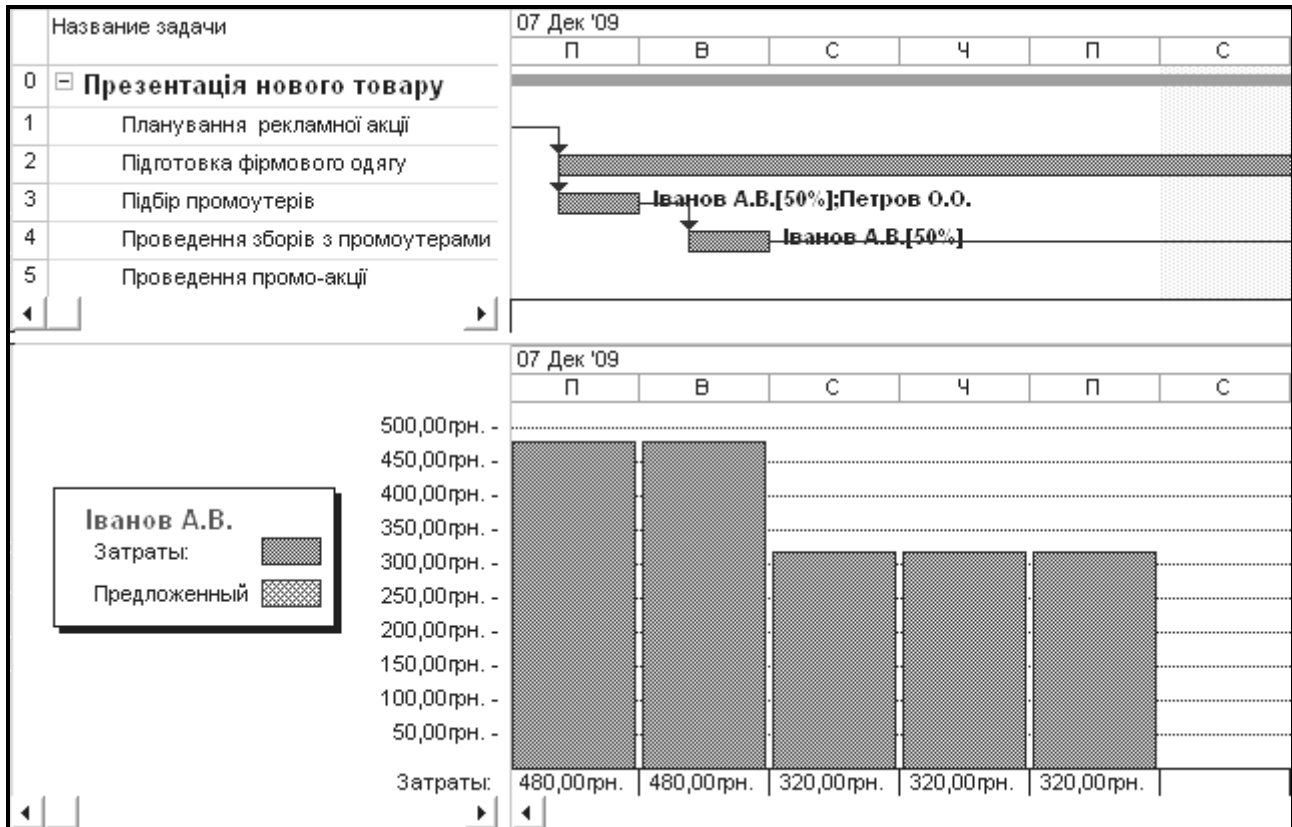 Название задачи
07 Дек '09
П В С Ч П С
0 Презентація нового товару
1 Планування рекламної акції
2 Підготовка фірмового одягу
3 Підбір промоутерів Іванов А.В.[50%];Петров О.О.
4 Проведення зборів з промоутерами Іванов А.В.[50%]
5 Проведення промо-акції
07 Дек '09
П В С Ч П С
500,00грн. -
450,00грн. -
400,00грн. -
350,00грн. -
300,00грн. -
250,00грн. -
200,00грн. -
150,00грн. -
100,00грн. -
50,00грн. -
Іванов А.В.
Затраты:
Предложенный
Затраты: 480,00грн. 480,00грн. 320,00грн. 320,00грн. 320,00грн.